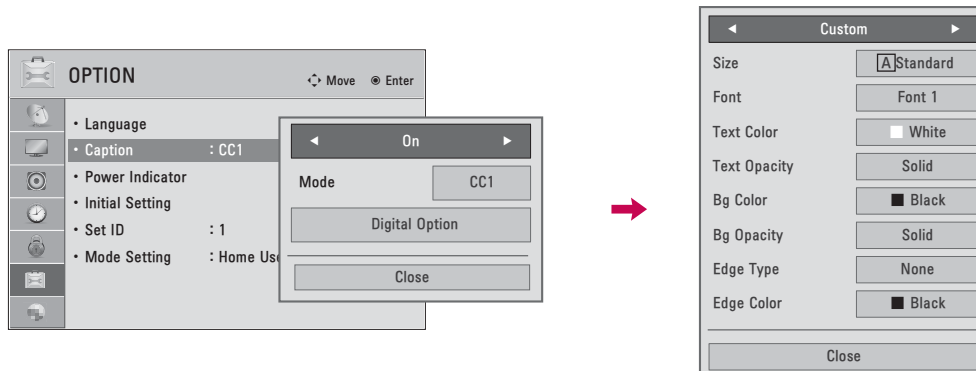 OPTION
Move Enter
• Language
• Caption : CC1
• Power Indicator
• Initial Setting
• Set ID : 1
• Mode Setting : Home Use
◄ On ►
Mode CC1
Digital Option
Close
◄ Custom ►
Size A Standard
Font Font 1
Text Color White
Text Opacity Solid
Bg Color Black
Bg Opacity Solid
Edge Type None
Edge Color Black
Close